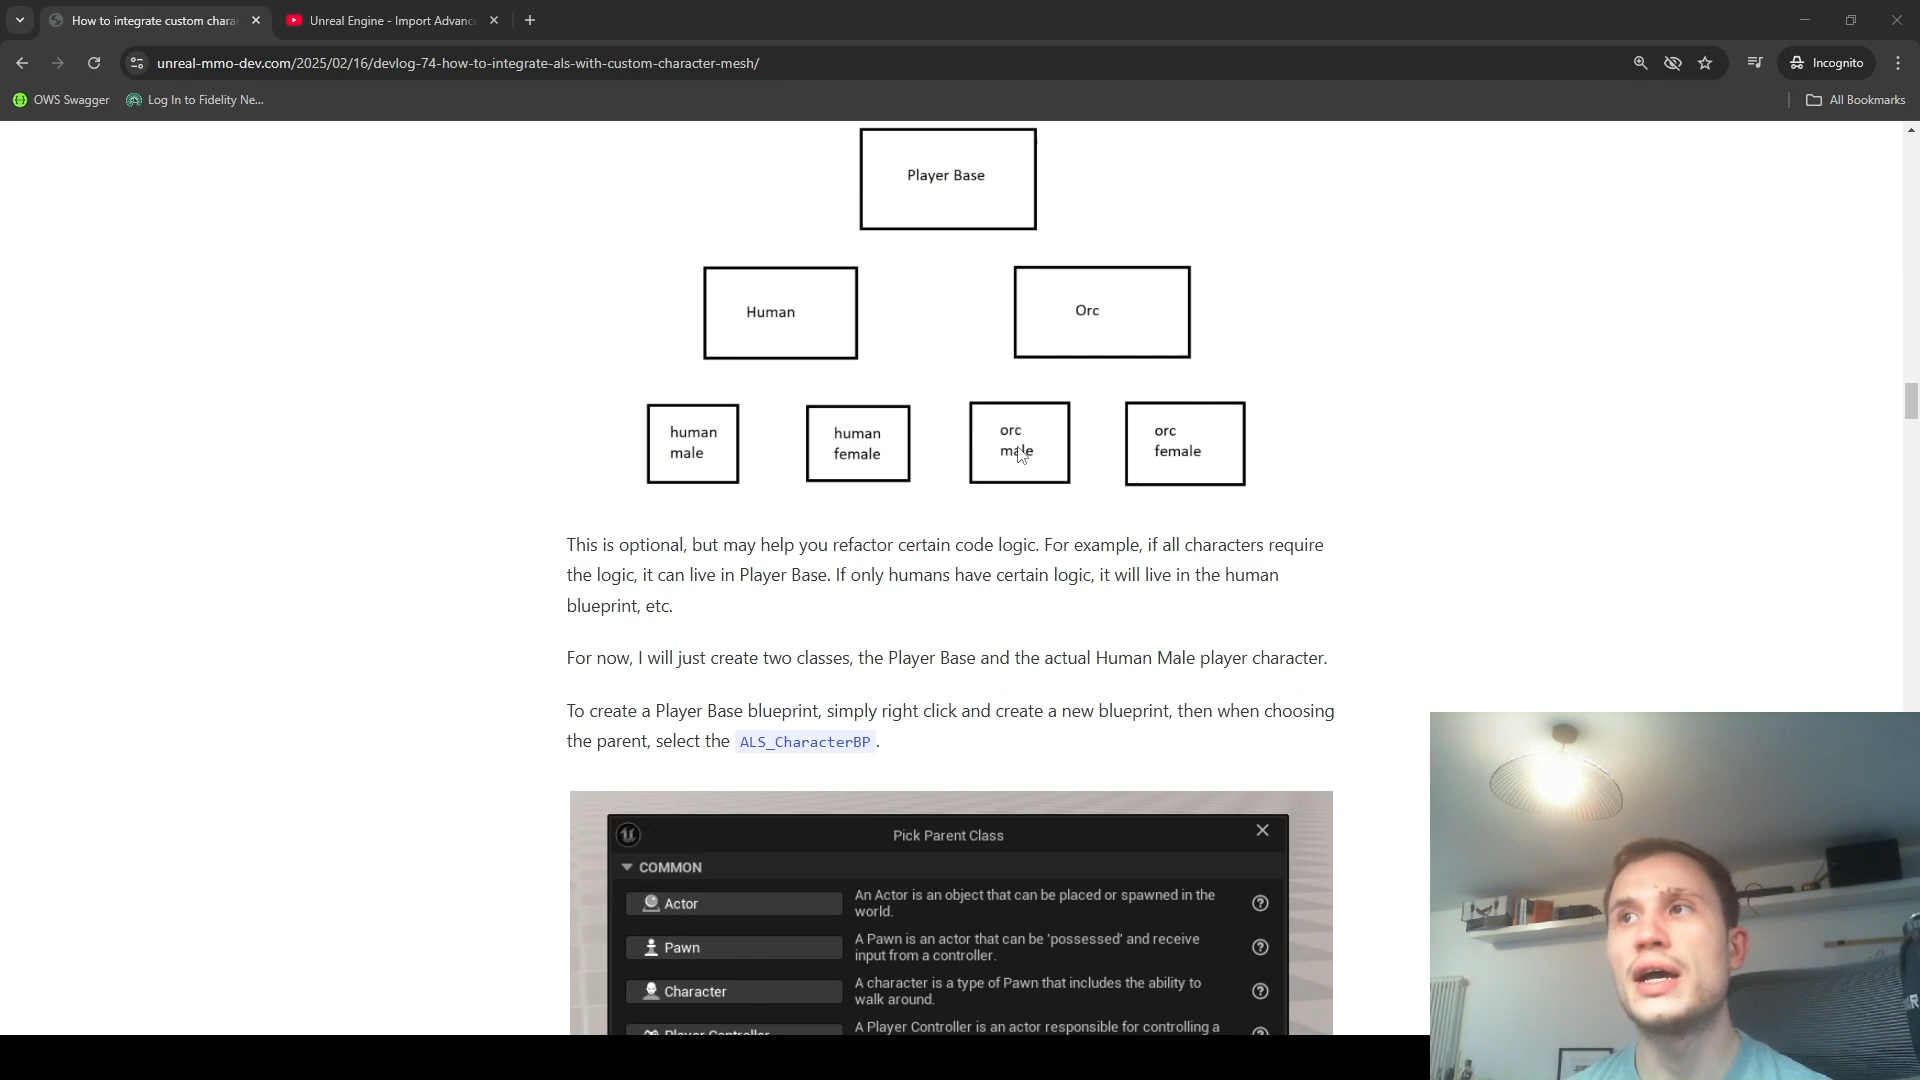 How to integrate custom chara
Unreal Engine - Import Advance
unreal-mmo-dev.com/2025/02/16/devlog-74-how-to-integrate-als-with-custom-character-mesh/
Incognito
OWS Swagger
Log In to Fidelity Ne...
All Bookmarks
Player Base
Human
Orc
human
male
human
female
orc
male
orc
female
This is optional, but may help you refactor certain code logic. For example, if all characters require
the logic, it can live in Player Base. If only humans have certain logic, it will live in the human
blueprint, etc.
For now, I will just create two classes, the Player Base and the actual Human Male player character.
To create a Player Base blueprint, simply right click and create a new blueprint, then when choosing
the parent, select the ALS_CharacterBP.
Pick Parent Class
COMMON
Actor
An Actor is an object that can be placed or spawned in the
world.
Pawn
A Pawn is an actor that can be 'possessed' and receive
input from a controller.
Character
A character is a type of Pawn that includes the ability to
walk around.
Player Controller
A Player Controller is an actor responsible for controlling a